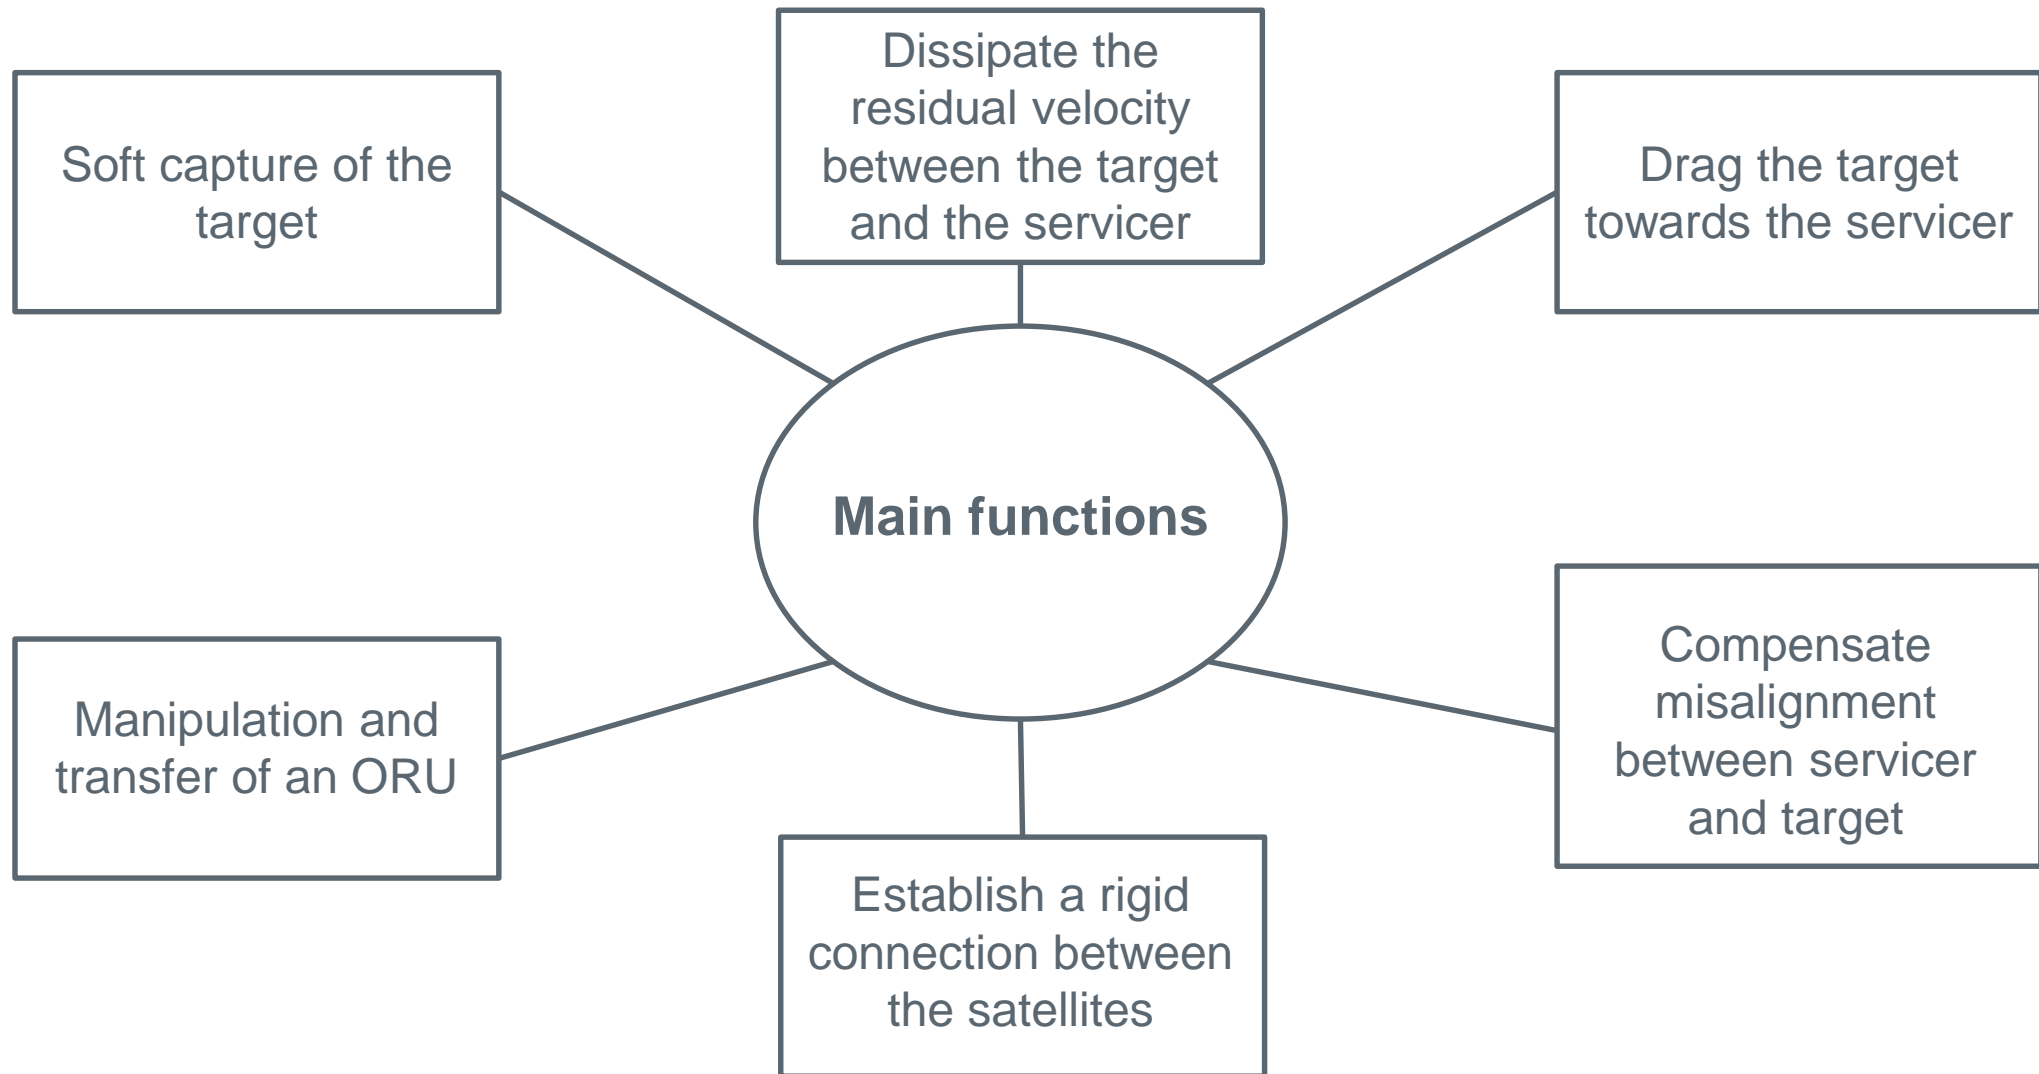 Soft capture of the
target
Dissipate the
residual velocity
between the target
and the servicer
Drag the target
towards the servicer
Main functions
Manipulation and
transfer of an ORU
Establish a rigid
connection between
the satellites
Compensate
misalignment
between servicer
and target